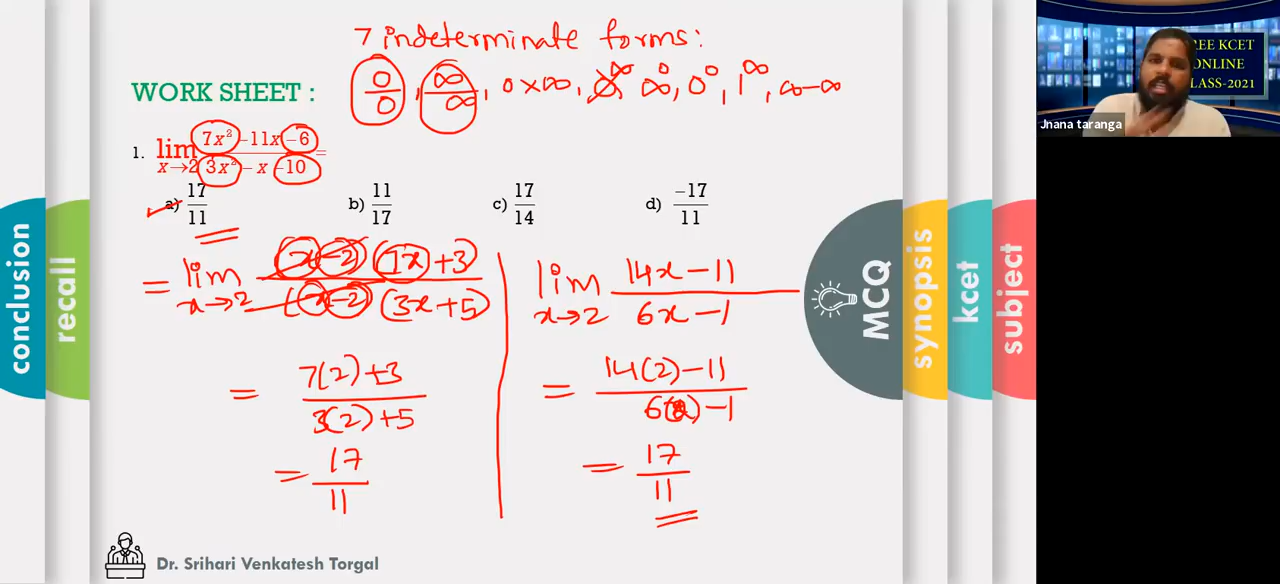 7 indeterminate forms:
WORK SHEET : 0/0 , ∞/∞ , 0 × ∞, ∞⁰, 0⁰, 1^∞, ∞-∞
1. lim x→2 (7x² -11x -6)/(3x² - x -10) =
a) 17/11 b) 11/17 c) 17/14 d) -17/11
= lim x→2 (x-2)(7x+3)/(x-2)(3x+5)
lim x→2 (14x-11)/(6x-1)
= (7(2)+3)/(3(2)+5)
= (14(2)-11)/(6(2)-1)
= 17/11
= 17/11
Dr. Srihari Venkatesh Torgal
conclusion
recall
MCQ
synopsis
kcet
subject
REE KCET
ONLINE
LASS-2021
Jhana taranga